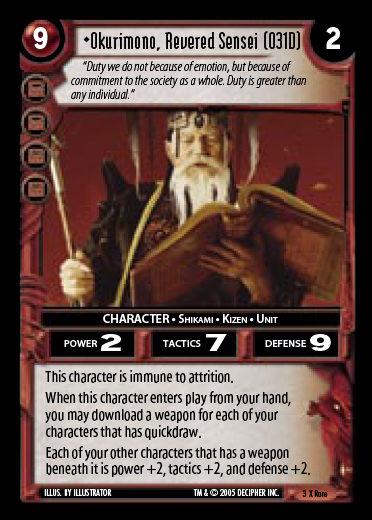 9
•Okurimono, Revered Sensei (031D)
2
"Duty we do not because of emotion, but because of
commitment to the society as a whole. Duty is greater than
any individual."
CHARACTER • SHIKAMI • KIZEN • UNIT
POWER 2 TACTICS 7 DEFENSE 9
This character is immune to attrition.
When this character enters play from your hand,
you may download a weapon for each of your
characters that has quickdraw.
Each of your other characters that has a weapon
beneath it is power +2, tactics +2, and defense +2.
ILLUS. BY ILLUSTRATOR TM & © 2005 DECIPHER INC. 3 X Rare